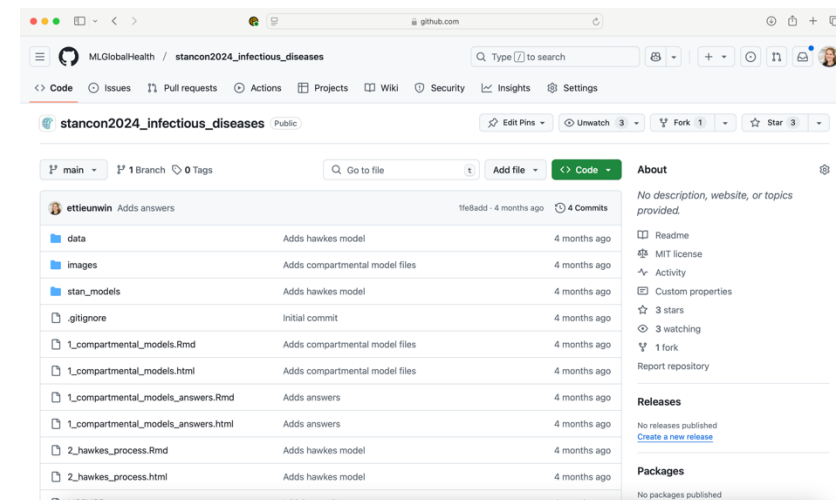 github.com
MLGlobalHealth / stancon2024_infectious_diseases
Type / to search
Code Issues Pull requests Actions Projects Wiki Security Insights Settings
stancon2024_infectious_diseases Public
Edit Pins Unwatch 3 Fork 1 Star 3
main 1 Branch 0 Tags Go to file t Add file Code
ettieunwin Adds answers 1fe8add · 4 months ago 4 Commits
data Adds hawkes model 4 months ago
images Adds compartmental model files 4 months ago
stan_models Adds hawkes model 4 months ago
.gitignore Initial commit 4 months ago
1_compartmental_models.Rmd Adds compartmental model files 4 months ago
1_compartmental_models.html Adds compartmental model files 4 months ago
1_compartmental_models_answers.Rmd Adds answers 4 months ago
1_compartmental_models_answers.html Adds answers 4 months ago
2_hawkes_process.Rmd Adds hawkes model 4 months ago
2_hawkes_process.html Adds hawkes model 4 months ago
About
No description, website, or topics
provided.
Readme
MIT license
Activity
Custom properties
3 stars
3 watching
1 fork
Report repository
Releases
No releases published
Create a new release
Packages
No packages published